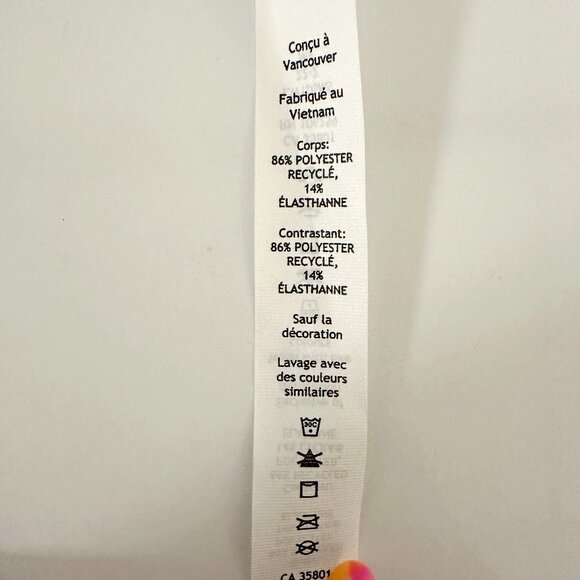 Conçu à
Vancouver
Fabriqué au
Vietnam
Corps:
86% POLYESTER
RECYCLÉ,
14%
ÉLASTHANNE
Contrastant:
86% POLYESTER
RECYCLÉ,
14%
ÉLASTHANNE
Sauf la
décoration
Lavage avec
des couleurs
similaires
30C
CA 35801